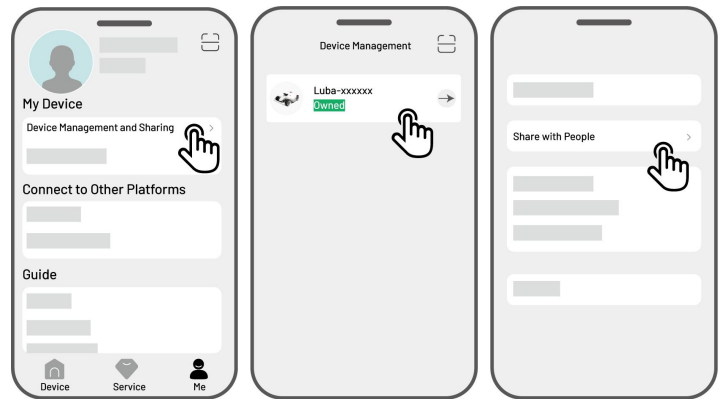 My Device
Device Management and Sharing
Connect to Other Platforms
Guide
Device
Service
Me
Device Management
Luba-xxxxxx
Owned
Share with People